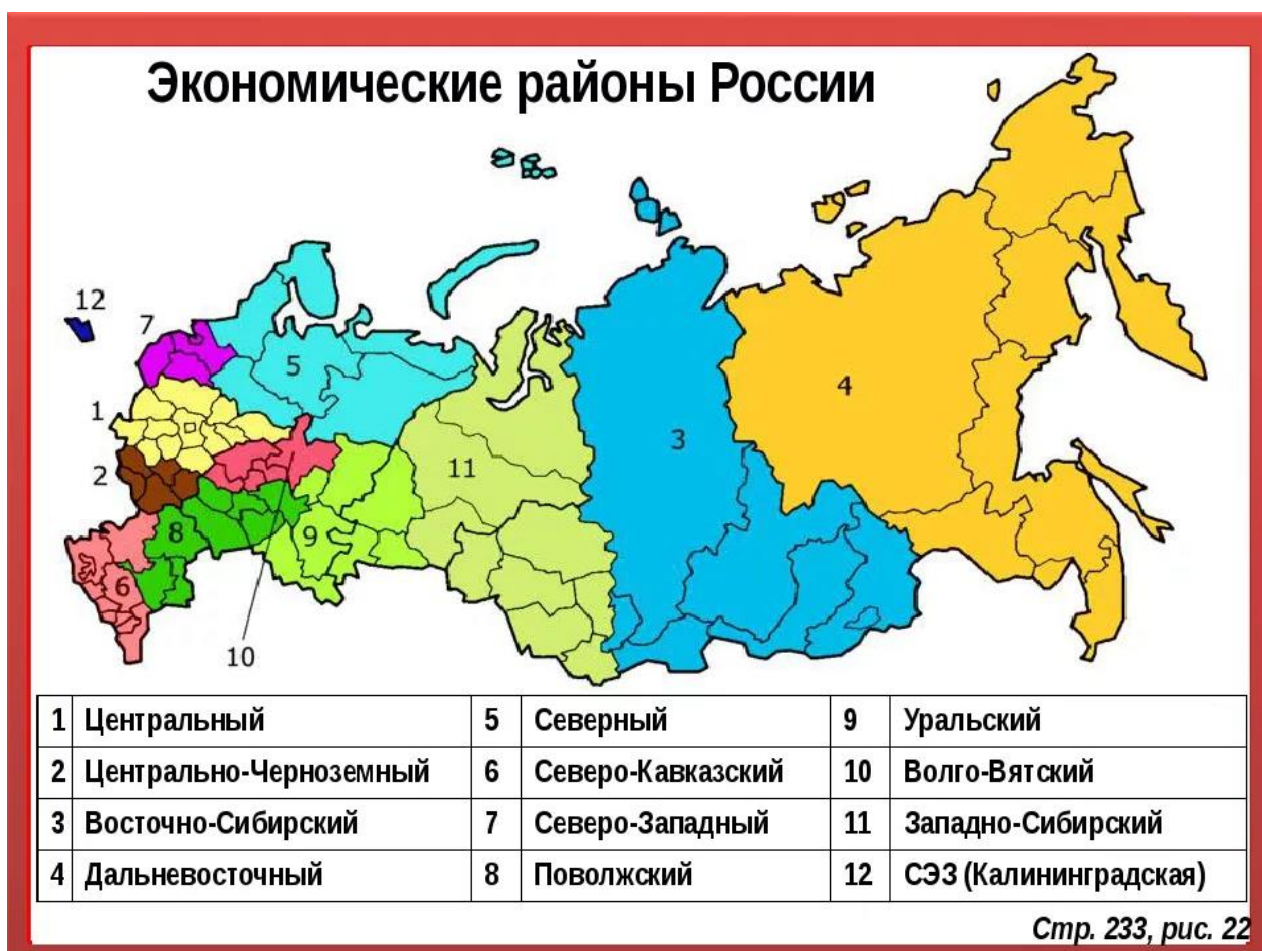 Экономические районы России
12
7
5
4
1
3
11
2
8
9
6
10
1 Центральный 5 Северный 9 Уральский
2 Центрально-Черноземный 6 Северо-Кавказский 10 Волго-Вятский
3 Восточно-Сибирский 7 Северо-Западный 11 Западно-Сибирский
4 Дальневосточный 8 Поволжский 12 СЭЗ (Калининградская)
Стр. 233, рис. 22